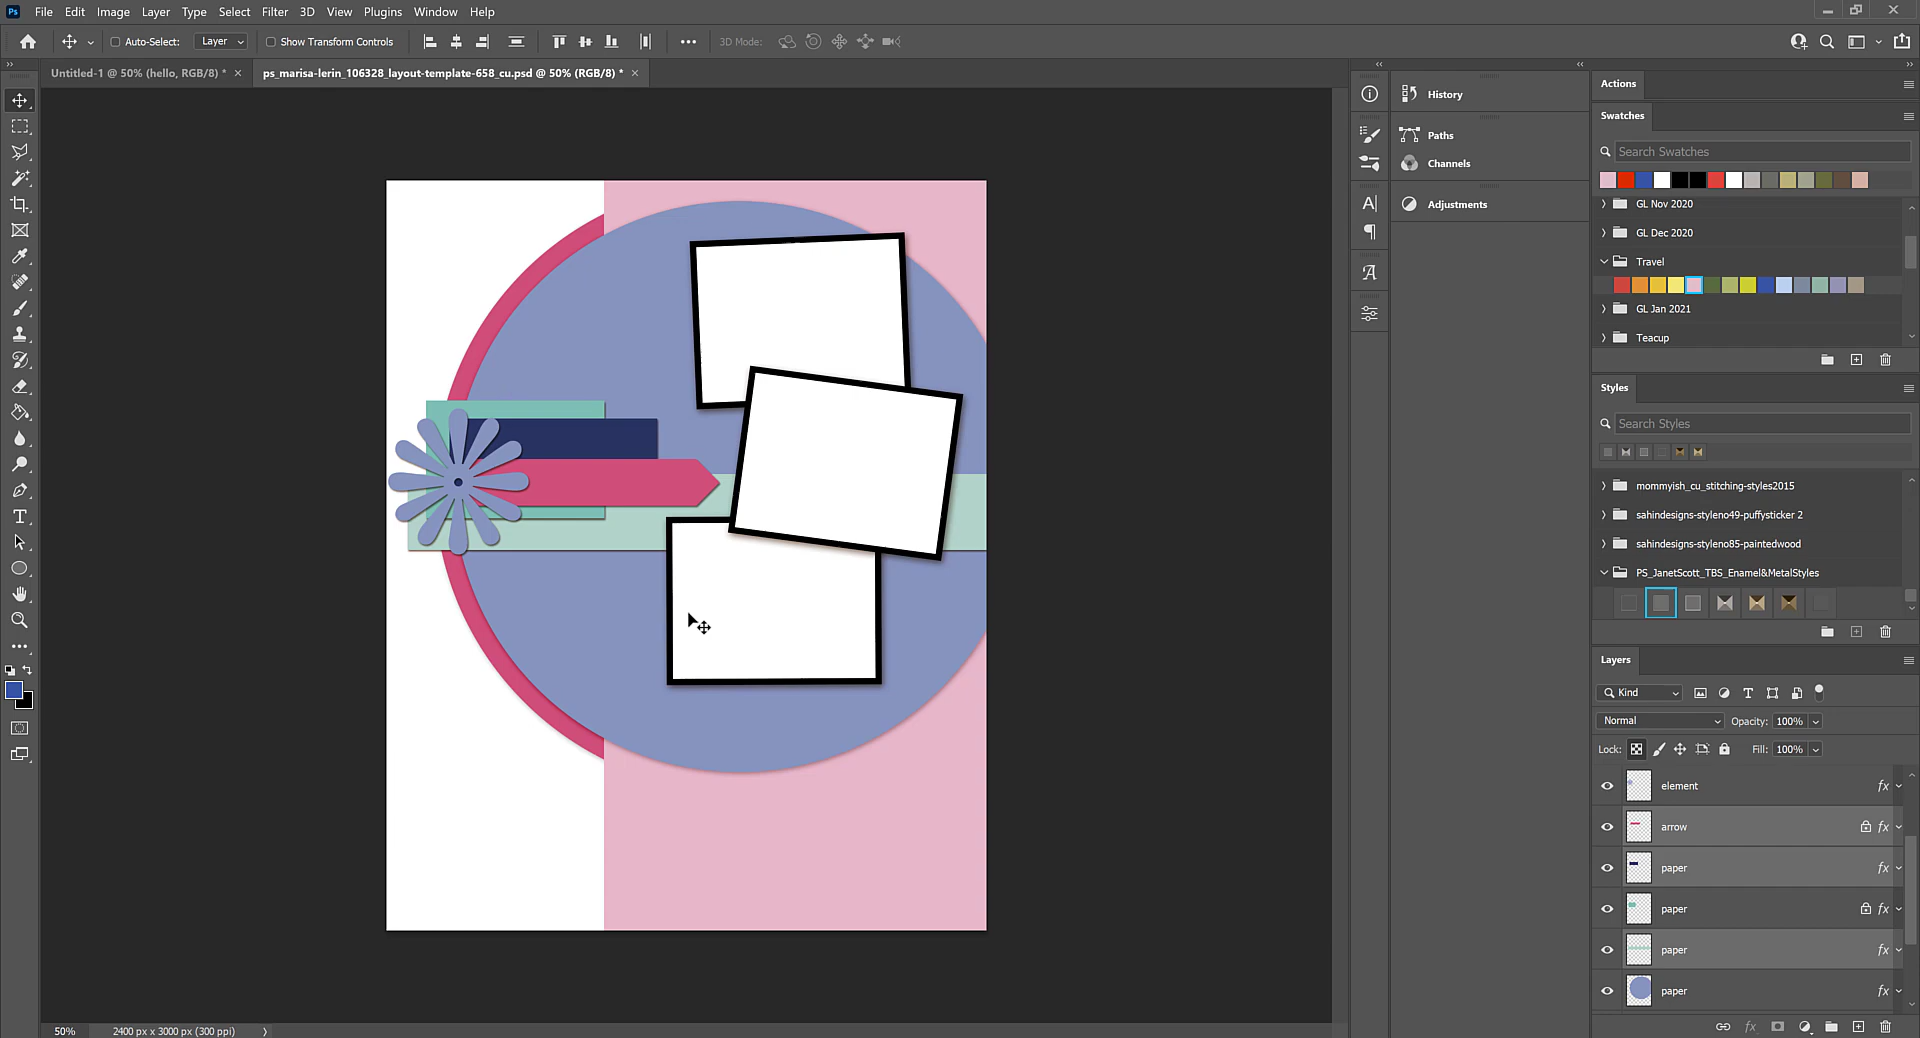 Ps File Edit Image Layer Type Select Filter 3D View Plugins Window Help
Auto-Select: Layer Show Transform Controls 3D Mode:
Untitled-1 @ 50% (hello, RGB/8) * × ps_marisa-lerin_106328_layout-template-658_cu.psd @ 50% (RGB/8) * ×
History
Paths
Channels
Adjustments
Actions
Swatches
Search Swatches
GL Nov 2020
GL Dec 2020
Travel
GL Jan 2021
Teacup
Styles
Search Styles
mommyish_cu_stitching-styles2015
sahindesigns-styleno49-puffysticker 2
sahindesigns-styleno85-paintedwood
PS_JanetScott_TBS_Enamel&MetalStyles
Layers
Kind
Normal Opacity: 100%
Lock: Fill: 100%
element fx
arrow fx
paper fx
paper fx
paper fx
paper fx
fx
50% 2400 px x 3000 px (300 ppi)